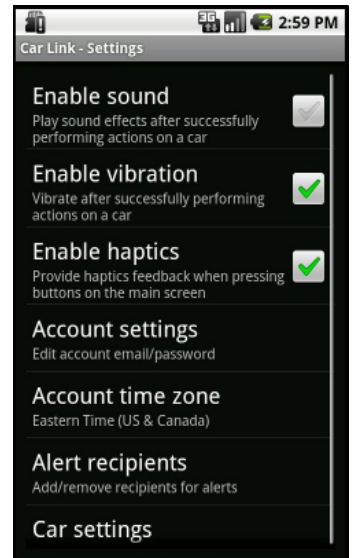 3G 2:59 PM
Car Link - Settings
Enable sound
Play sound effects after successfully
performing actions on a car
Enable vibration
Vibrate after successfully performing
actions on a car
Enable haptics
Provide haptics feedback when pressing
buttons on the main screen
Account settings
Edit account email/password
Account time zone
Eastern Time (US & Canada)
Alert recipients
Add/remove recipients for alerts
Car settings